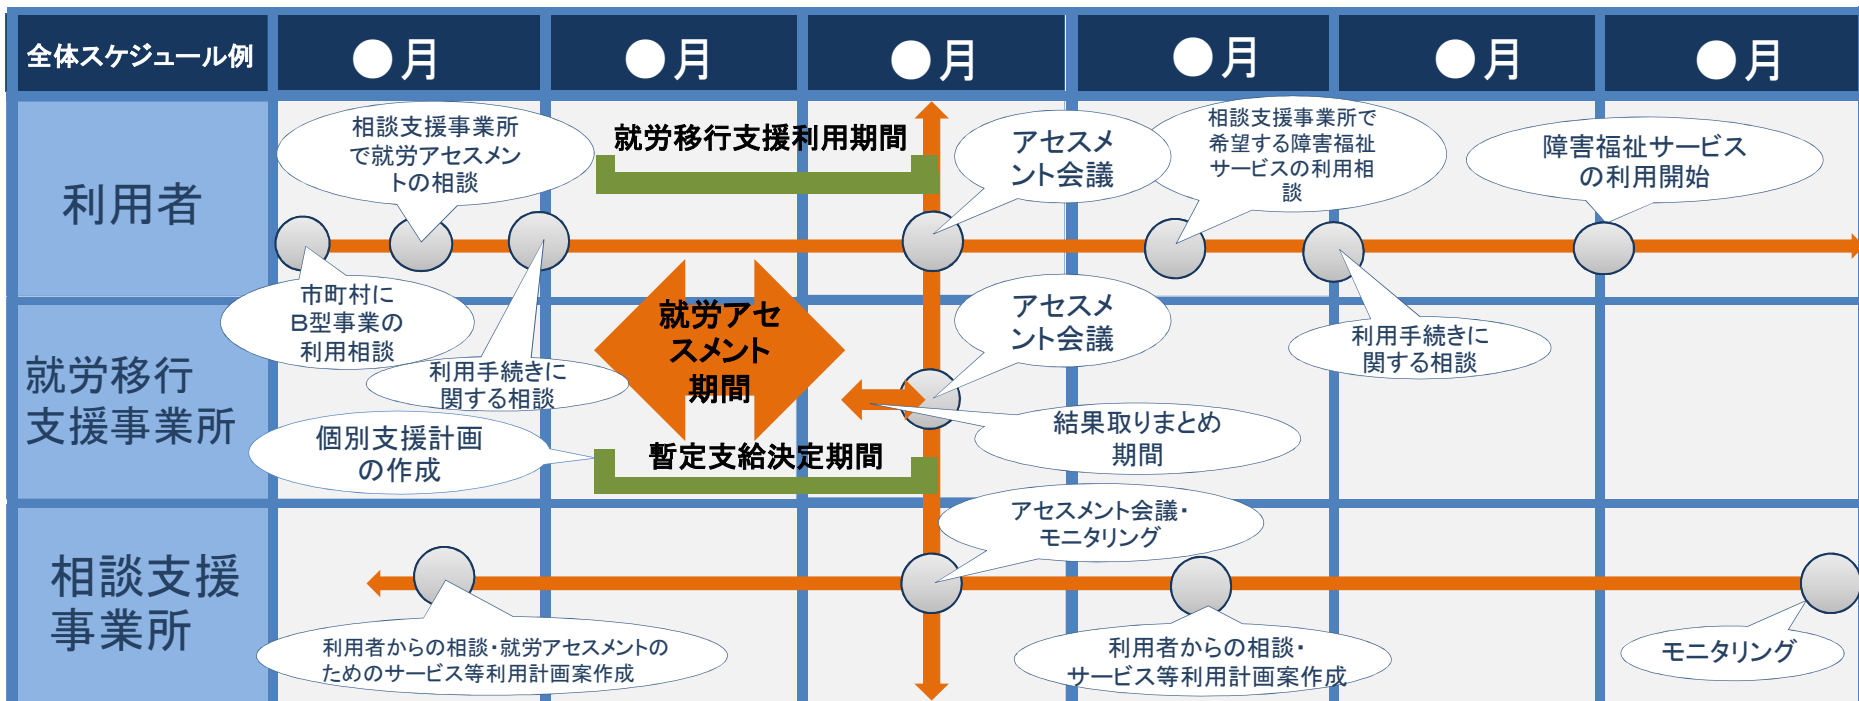 全体スケジュール例
●月
●月
●月
●月
●月
●月
利用者
相談支援事業所
で就労アセスメン
トの相談
就労移行支援利用期間
アセスメ
ント会議
相談支援事業所で
希望する障害福祉
サービスの利用相
談
障害福祉サービス
の利用開始
市町村に
B型事業の
利用相談
利用手続きに
関する相談
就労アセ
スメント
期間
アセスメ
ント会議
利用手続きに
関する相談
就労移行
支援事業所
個別支援計画
の作成
暫定支給決定期間
結果取りまとめ
期間
相談支援
事業所
アセスメント会議・
モニタリング
利用者からの相談・就労アセスメントの
ためのサービス等利用計画案作成
利用者からの相談・
サービス等利用計画案作成
モニタリング